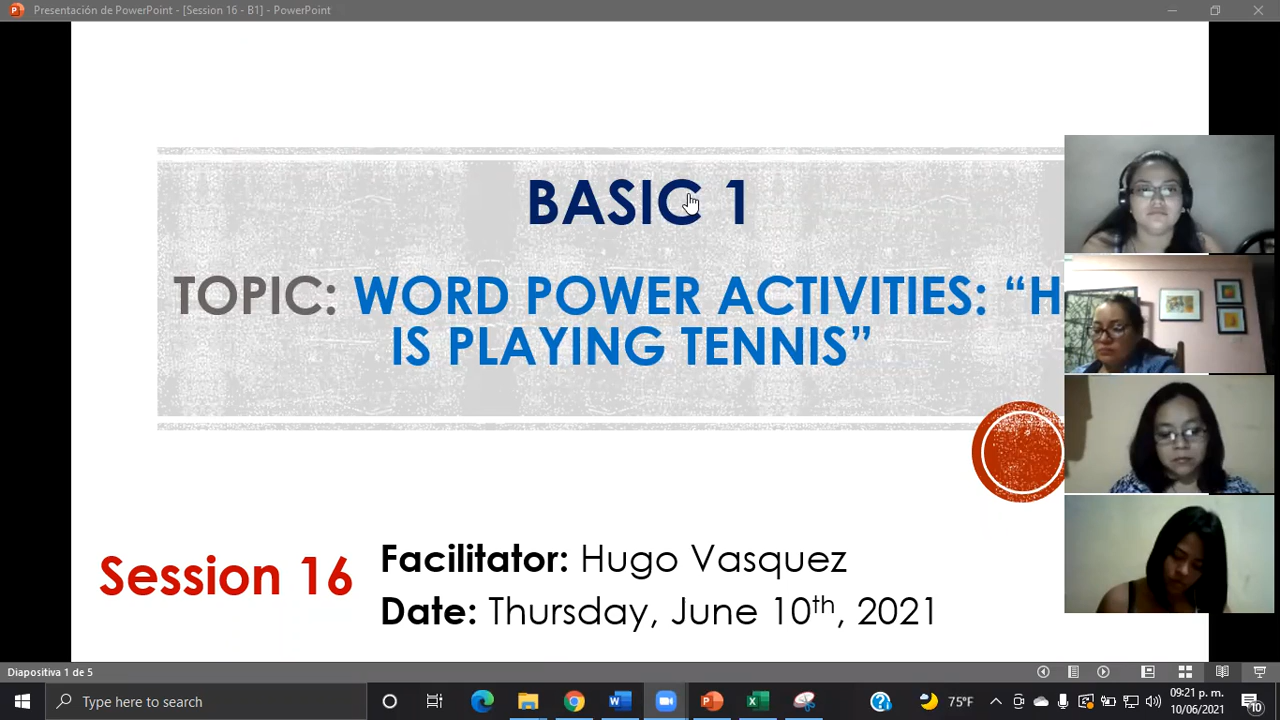 Presentación de PowerPoint - [Session 16 - B1] - PowerPoint
BASIC 1
TOPIC: WORD POWER ACTIVITIES: “H
IS PLAYING TENNIS”
Session 16
Facilitator: Hugo Vasquez
Date: Thursday, June 10th, 2021
Diapositiva 1 de 5
Type here to search
75°F
09:21 p. m.
10/06/2021
10